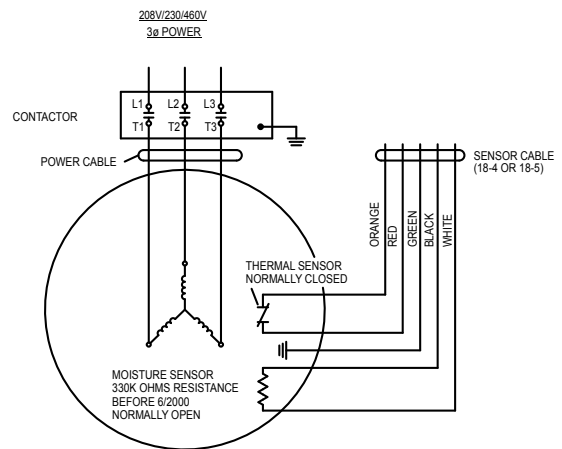 208V/230/460V
3ø POWER
L1 L2 L3
T1 T2 T3
CONTACTOR
POWER CABLE
SENSOR CABLE
(18-4 OR 18-5)
ORANGE
RED
GREEN
BLACK
WHITE
THERMAL SENSOR
NORMALLY CLOSED
MOISTURE SENSOR
330K OHMS RESISTANCE
BEFORE 6/2000
NORMALLY OPEN